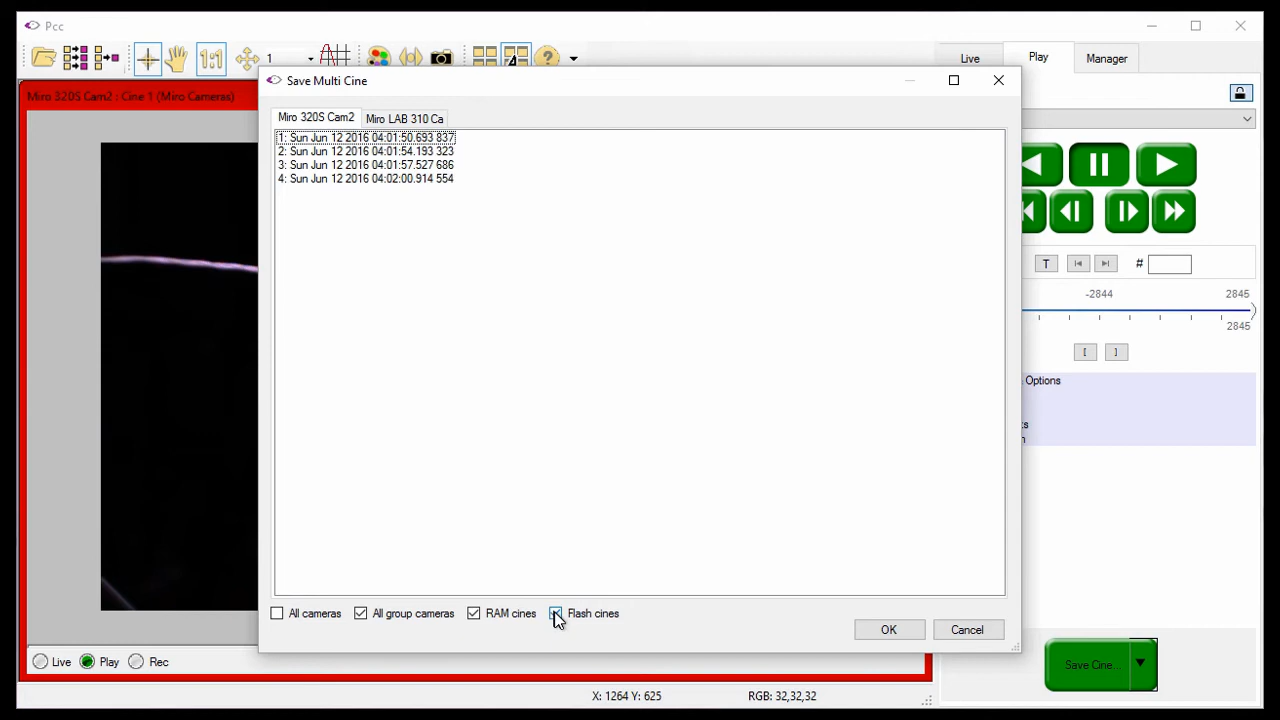 Pcc
1:1
1
Live
Play
Manager
Save Multi Cine
Miro 320S Cam2 : Cine 1 (Miro Cameras)
Miro 320S Cam2
Miro LAB 310 Ca
1: Sun Jun 12 2016 04:01:50.693 837
2: Sun Jun 12 2016 04:01:54.193 323
3: Sun Jun 12 2016 04:01:57.527 686
4: Sun Jun 12 2016 04:02:00.914 554
T
#
-2844
2845
2845
[
]
Options
All cameras
All group cameras
RAM cines
Flash cines
OK
Cancel
Live
Play
Rec
Save Cine...
X: 1264 Y: 625
RGB: 32,32,32